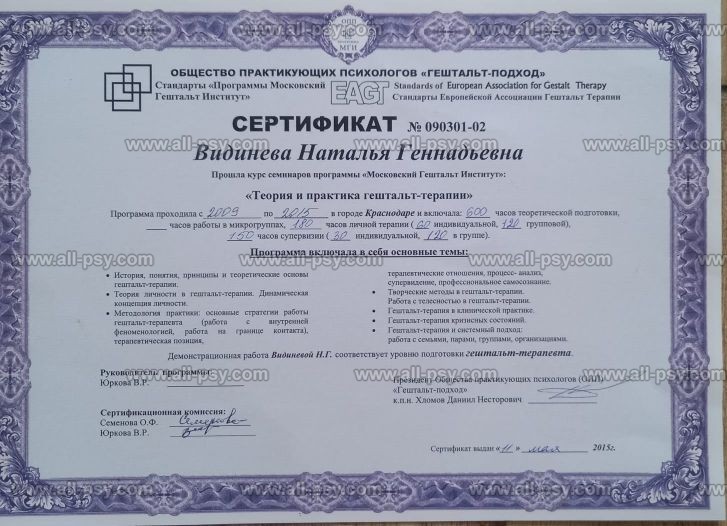 ОПП
МГИ
ОБЩЕСТВО ПРАКТИКУЮЩИХ ПСИХОЛОГОВ «ГЕШТАЛЬТ-ПОДХОД»
Стандарты «Программы Московский Гештальт Институт»
EAGT
Standards of European Association for Gestalt Therapy
Стандарты Европейской Ассоциации Гештальт Терапии
СЕРТИФИКАТ № 090301-02
Видинева Наталья Геннадьевна
Прошла курс семинаров программы «Московский Гештальт Институт»:
«Теория и практика гештальт-терапии»
Программа проходила с 2009 по 2015 в городе Краснодаре и включала: 600 часов теоретической подготовки,
___ часов работы в микрогруппах, 180 часов личной терапии (60 индивидуальной, 120 групповой),
150 часов супервизии (30 индивидуальной, 120 в группе).
Программа включала в себя основные темы:
• История, понятия, принципы и теоретические основы гештальт-терапии.
• Теория личности в гештальт-терапии. Динамическая концепция личности.
• Методология практики: основные стратегии работы гештальт-терапевта (работа с внутренней феноменологией, работа на границе контакта), терапевтическая позиция,
терапевтические отношения, процесс- анализ, супервидение, профессиональное самосознание.
• Творческие методы в гештальт-терапии. Работа с телесностью в гештальт-терапии.
• Гештальт-терапия в клинической практике.
• Гештальт-терапия кризисных состояний.
• Гештальт-терапия и системный подход: работа с семьями, парами, группами, организациями.
Демонстрационная работа Видиневой Н.Г. соответствует уровню подготовки гештальт-терапевта.
Руководитель программы:
Юркова В.Р.
Президент Общества практикующих психологов (ОПП)
«Гештальт-подход»
к.п.н. Хломов Даниил Несторович
Сертификационная комиссия:
Семенова О.Ф.
Юркова В.Р.
Сертификат выдан «11» мая 2015г.
www.all-psy.com